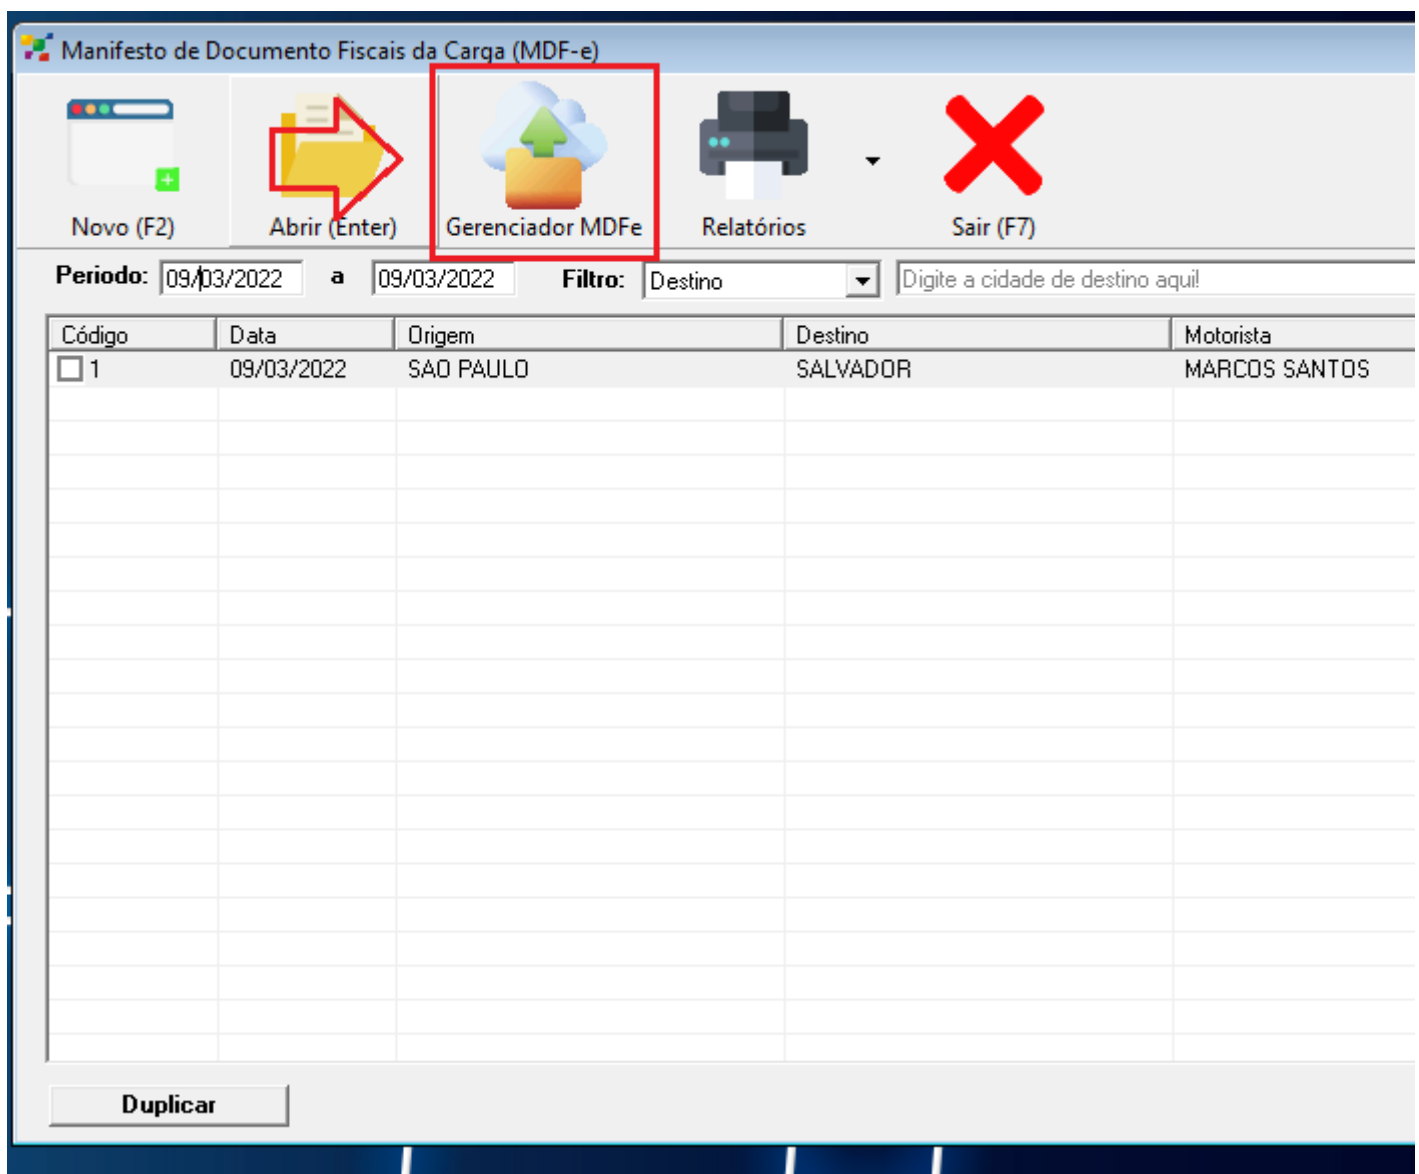 Manifesto de Documento Fiscais da Carga (MDF-e)
Novo (F2) Abrir (Enter) Gerenciador MDFe Relatórios Sair (F7)
Periodo: 09/03/2022 a 09/03/2022 Filtro: Destino Digite a cidade de destino aqui!
Código Data Origem Destino Motorista
1 09/03/2022 SAO PAULO SALVADOR MARCOS SANTOS
Duplicar